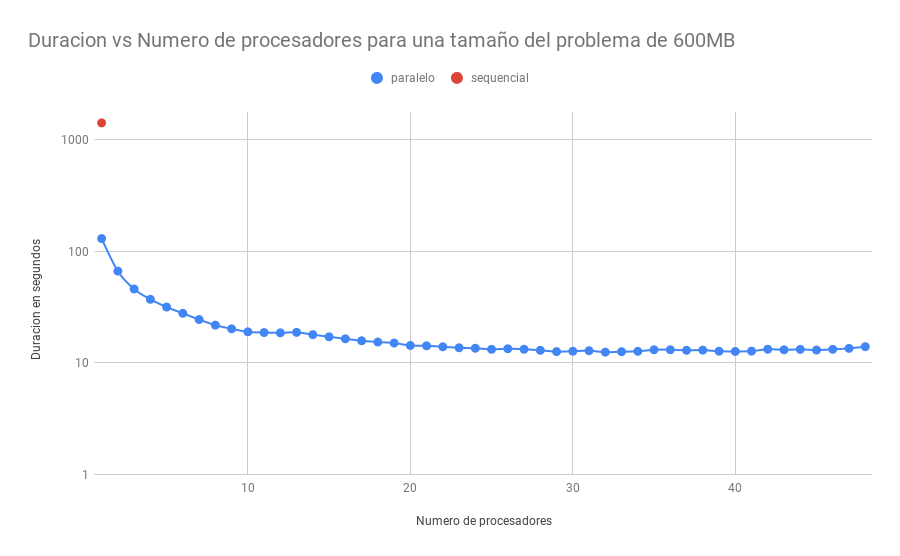 Duracion vs Numero de procesadores para una tamaño del problema de 600MB
paralelo
sequencial
1000
100
10
1
Duracion en segundos
10
20
30
40
Numero de procesadores